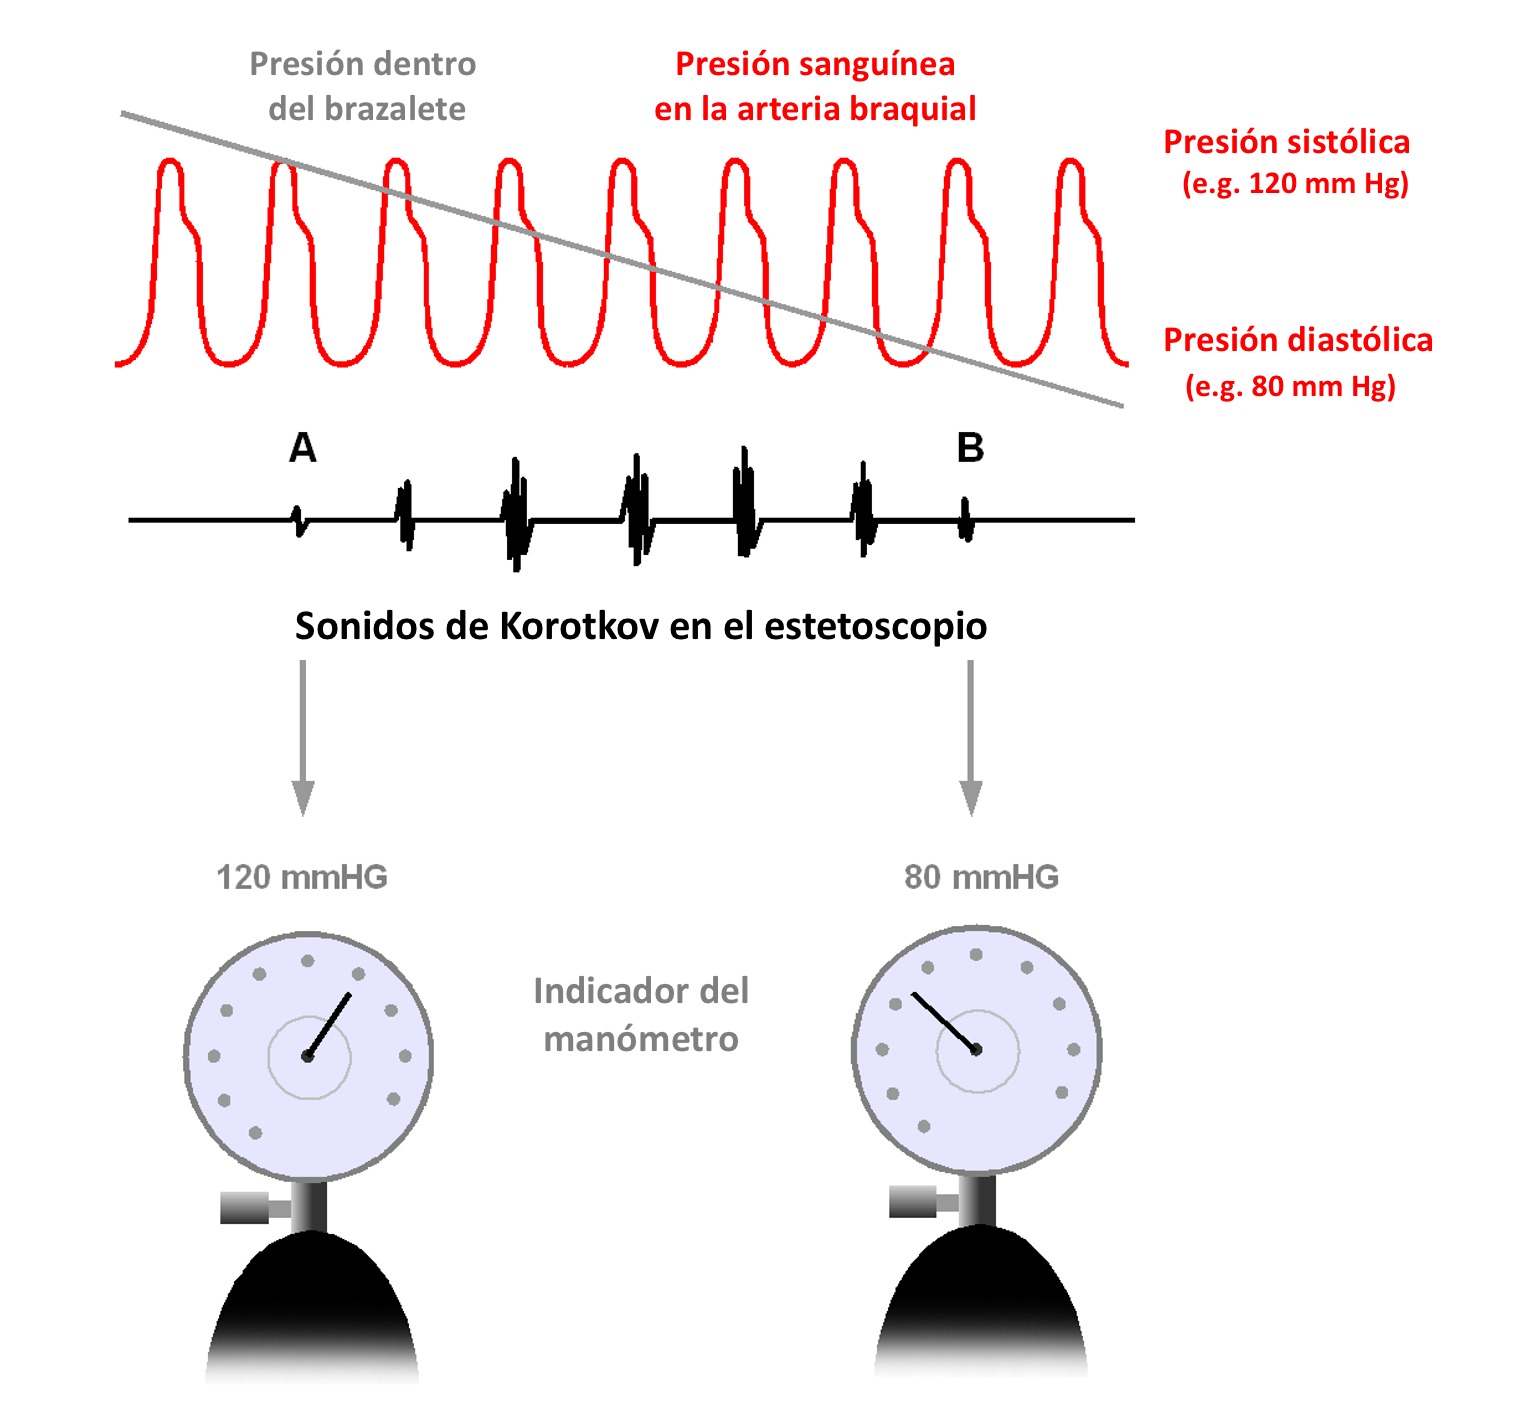 Presión dentro
del brazalete
Presión sanguínea
en la arteria braquial
Presión sistólica
(e.g. 120 mm Hg)
Presión diastólica
(e.g. 80 mm Hg)
A
B
Sonidos de Korotkov en el estetoscopio
120 mmHG
80 mmHG
Indicador del
manómetro